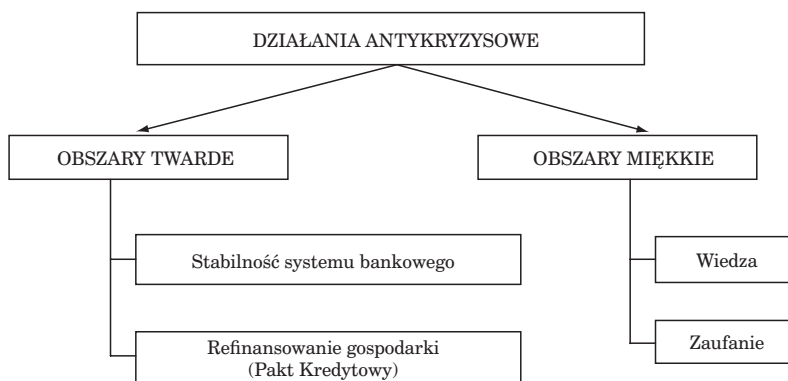 DZIAŁANIA ANTYKRYZYSOWE
OBSZARY TWARDE
OBSZARY MIĘKKIE
Stabilność systemu bankowego
Wiedza
Refinansowanie gospodarki
(Pakt Kredytowy)
Zaufanie